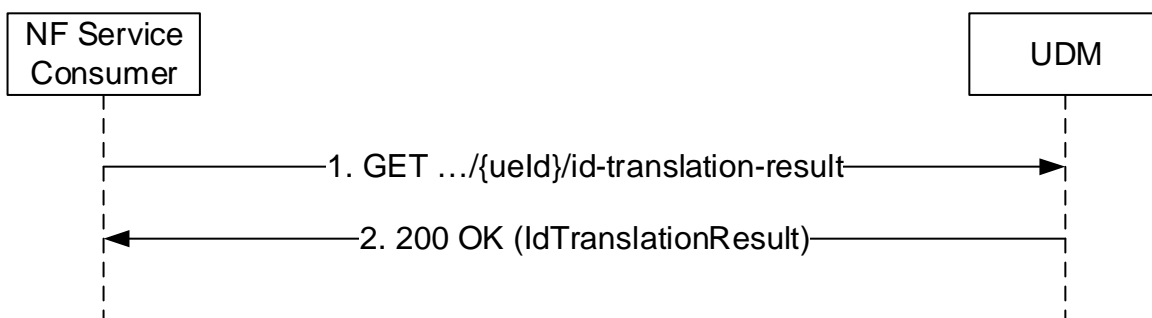 NF Service
Consumer
UDM
1. GET …/{ueId}/id-translation-result
2. 200 OK (IdTranslationResult)